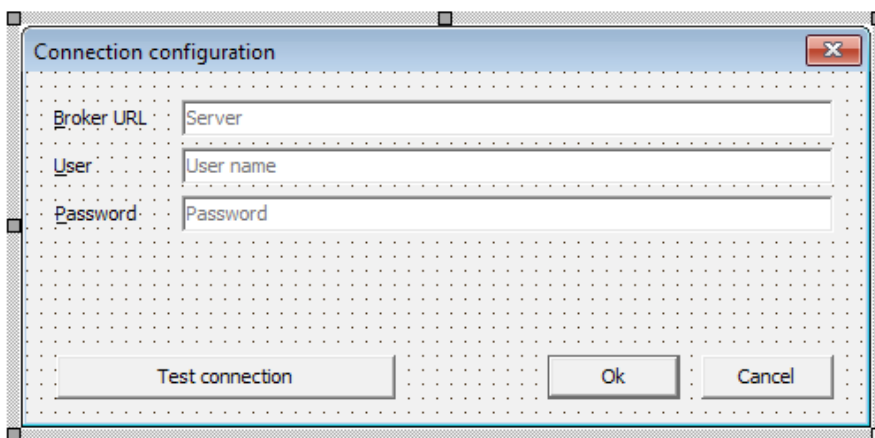 Connection configuration
Broker URL Server
User User name
Password Password
Test connection Ok Cancel